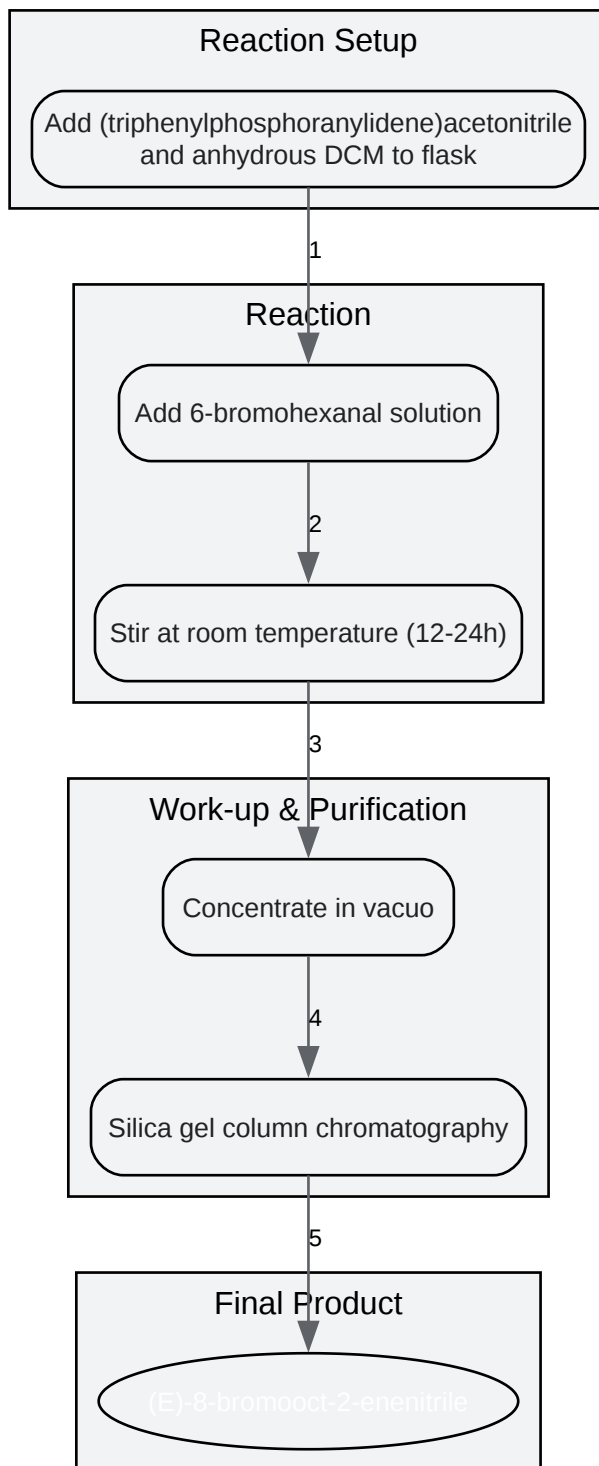 Reaction Setup
Add (triphenylphosphoranylidene)acetonitrile
and anhydrous DCM to flask
1
Reaction
Add 6-bromohexanal solution
2
Stir at room temperature (12-24h)
3
Work-up & Purification
Concentrate in vacuo
4
Silica gel column chromatography
5
Final Product
(E)-8-bromooct-2-enenitrile